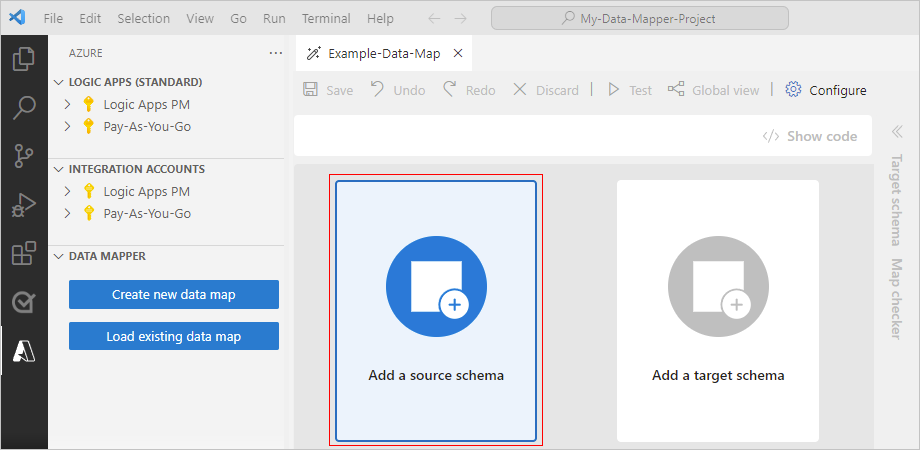 File Edit Selection View Go Run Terminal Help My-Data-Mapper-Project
AZURE
Example-Data-Map
LOGIC APPS (STANDARD)
Logic Apps PM
Pay-As-You-Go
INTEGRATION ACCOUNTS
Logic Apps PM
Pay-As-You-Go
DATA MAPPER
Create new data map
Load existing data map
Save Undo Redo Discard Test Global view Configure
Show code
Add a source schema
Add a target schema
Target schema
Map checker